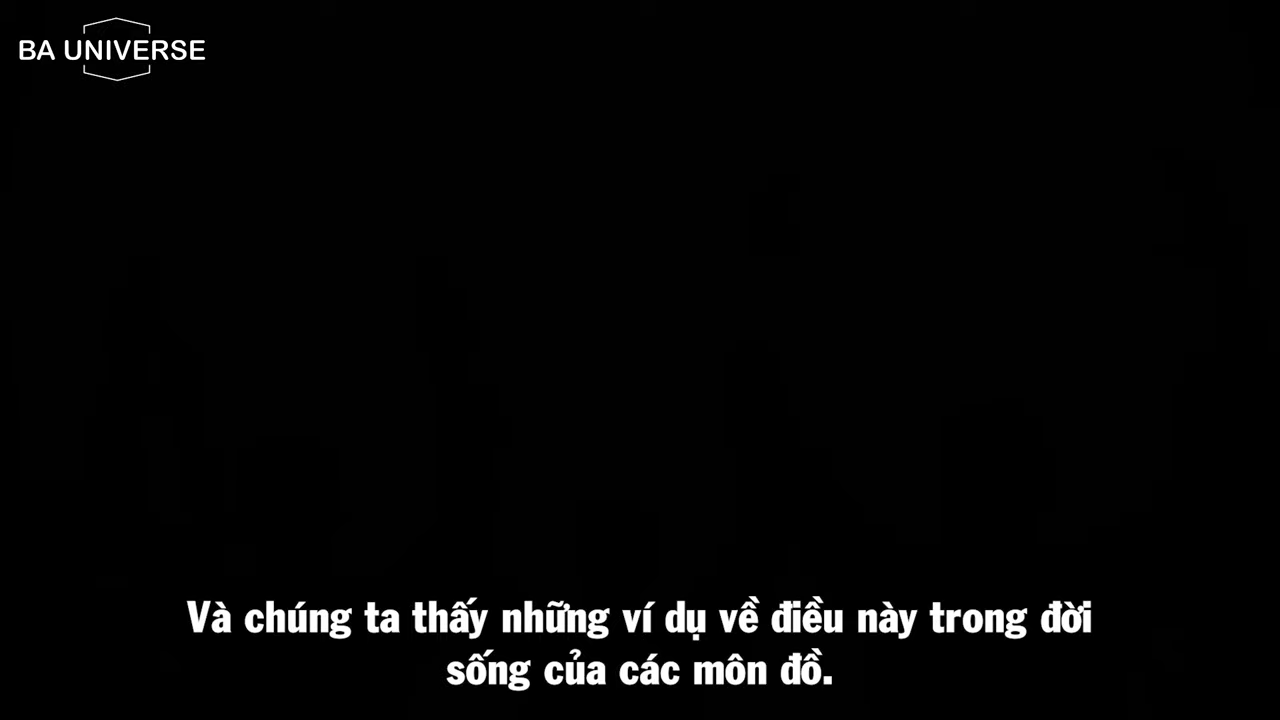 BA UNIVERSE
Và chúng ta thấy những ví dụ về điều này trong đời
sống của các môn đồ.